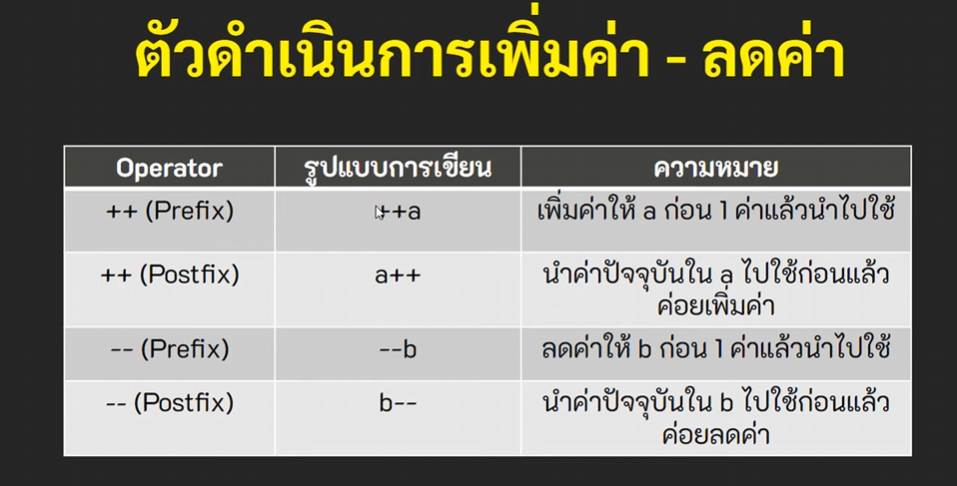 ตัวดำเนินการเพิ่มค่า - ลดค่า
Operator รูปแบบการเขียน ความหมาย
++ (Prefix) ++a เพิ่มค่าให้ a ก่อน 1 ค่าแล้วนำไปใช้
++ (Postfix) a++ นำค่าปัจจุบันใน a ไปใช้ก่อนแล้ว
ค่อยเพิ่มค่า
-- (Prefix) --b ลดค่าให้ b ก่อน 1 ค่าแล้วนำไปใช้
-- (Postfix) b-- นำค่าปัจจุบันใน b ไปใช้ก่อนแล้ว
ค่อยลดค่า